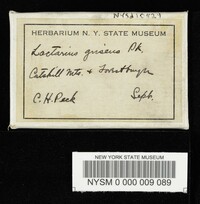 HERBARIUM N. Y. STATE MUSEUM
Lactarius griseus Pk.
Catskill Mts. & Forestburgh
C. H. Peck Sept.
NEW YORK STATE MUSEUM
NYSM 0 000 009 089